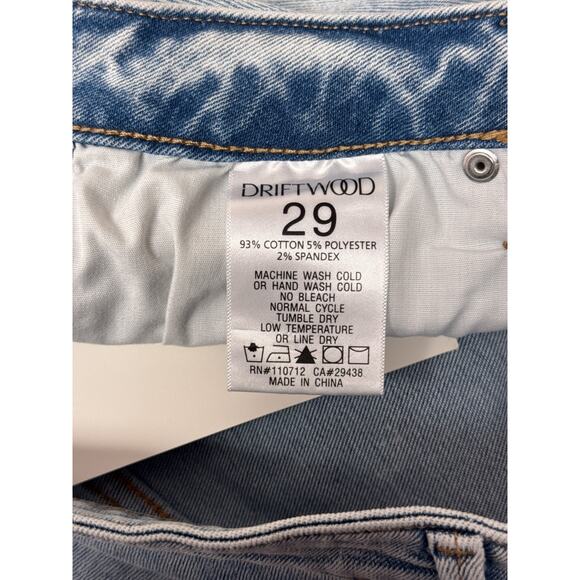 DRIFTWOOD
29
93% COTTON 5% POLYESTER
2% SPANDEX
MACHINE WASH COLD
OR HAND WASH COLD
NO BLEACH
NORMAL CYCLE
TUMBLE DRY
LOW TEMPERATURE
OR LINE DRY
RN#110712 CA#29438
MADE IN CHINA